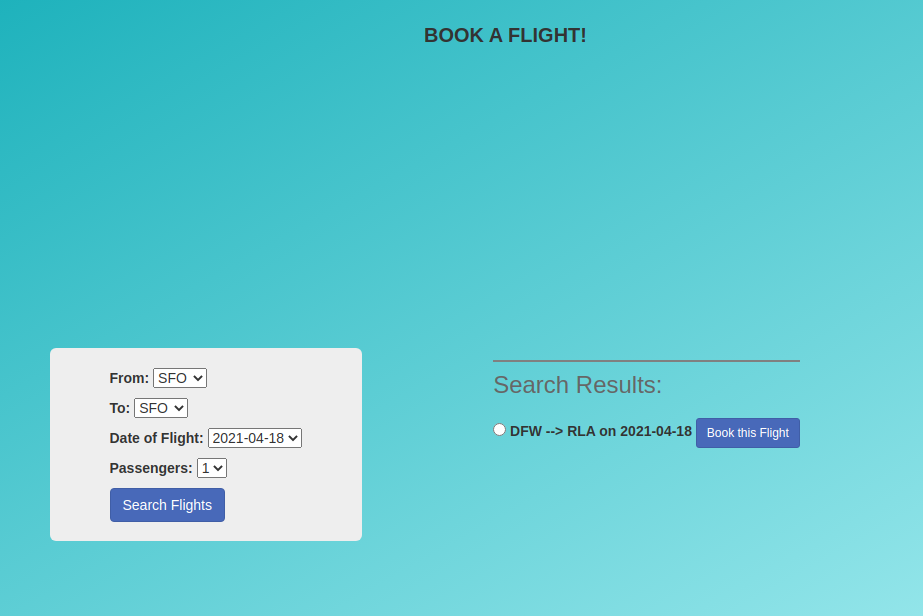 BOOK A FLIGHT!
From: SFO
To: SFO
Date of Flight: 2021-04-18
Passengers: 1
Search Flights
Search Results:
DFW --> RLA on 2021-04-18 Book this Flight